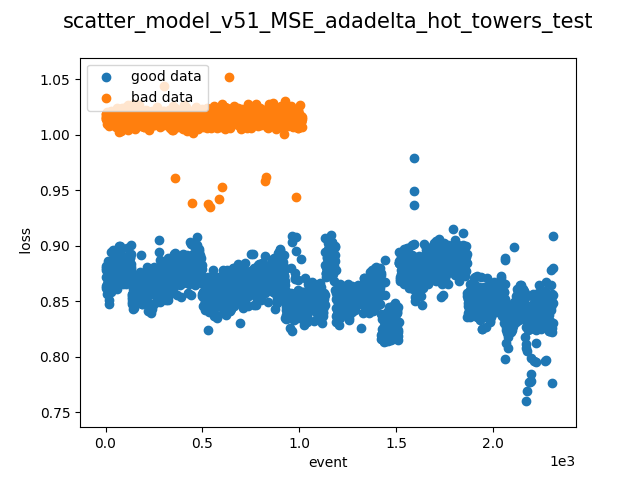 scatter_model_v51_MSE_adadelta_hot_towers_test
good data
bad data
1.05
1.00
0.95
0.90
0.85
0.80
0.75
loss
0.0
0.5
1.0
1.5
2.0
1e3
event